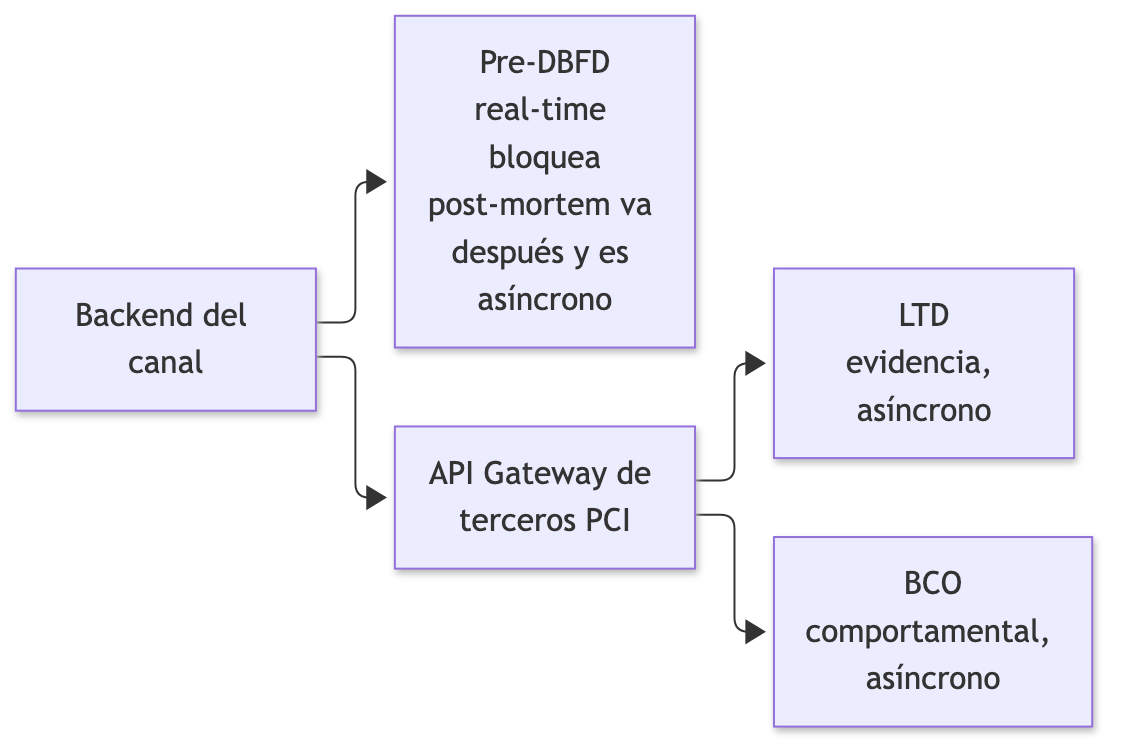 Pre-DBFD
real-time
bloquea
post-mortem va
después y es
asíncrono
Backend del
canal
API Gateway de
terceros PCI
LTD
evidencia,
asíncrono
BCO
comportamental,
asíncrono